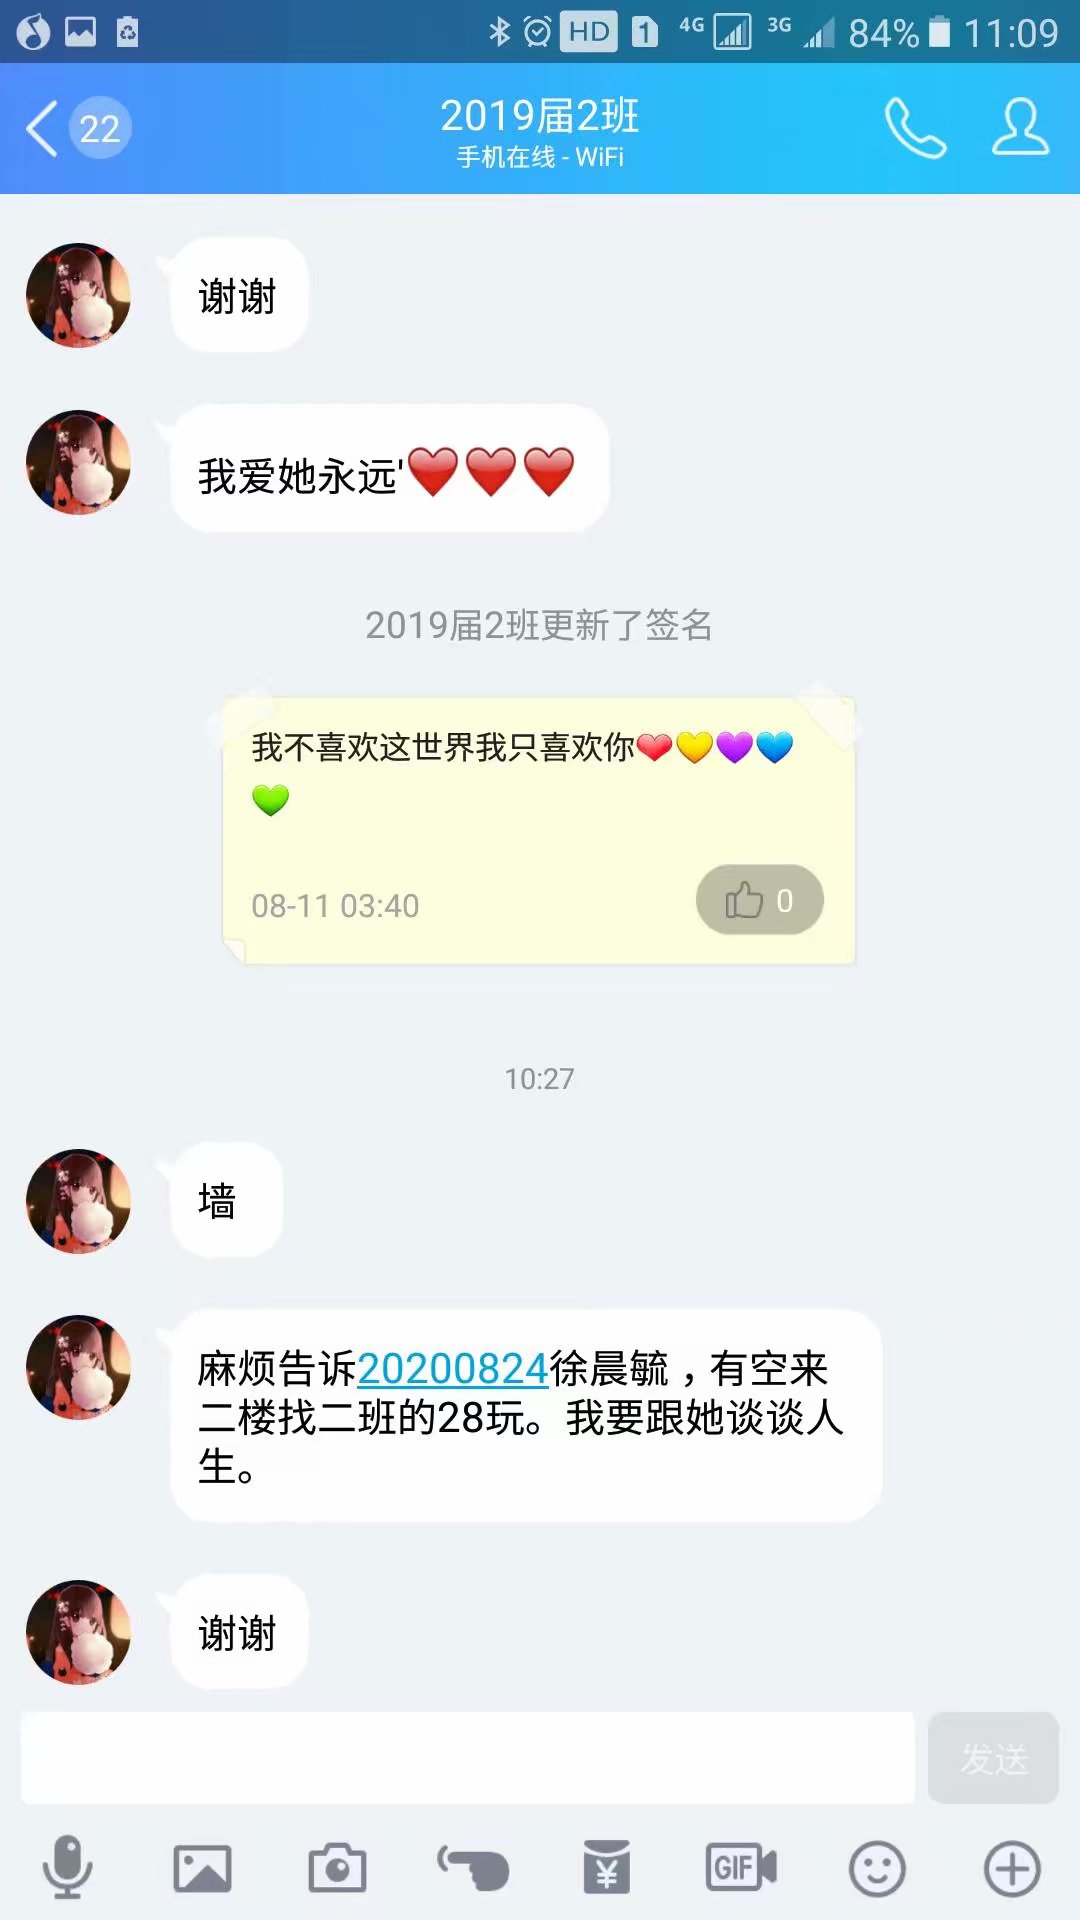 HD 1 4G 3G 84% 11:09
22
2019届2班
手机在线 - WiFi
谢谢
我爱她永远'❤️❤️❤️
2019届2班更新了签名
我不喜欢这世界我只喜欢你❤️💛💜💙
💚
08-11 03:40
0
10:27
墙
麻烦告诉20200824徐晨毓，有空来
二楼找二班的28玩。我要跟她谈谈人
生。
谢谢
发送
¥
GIF